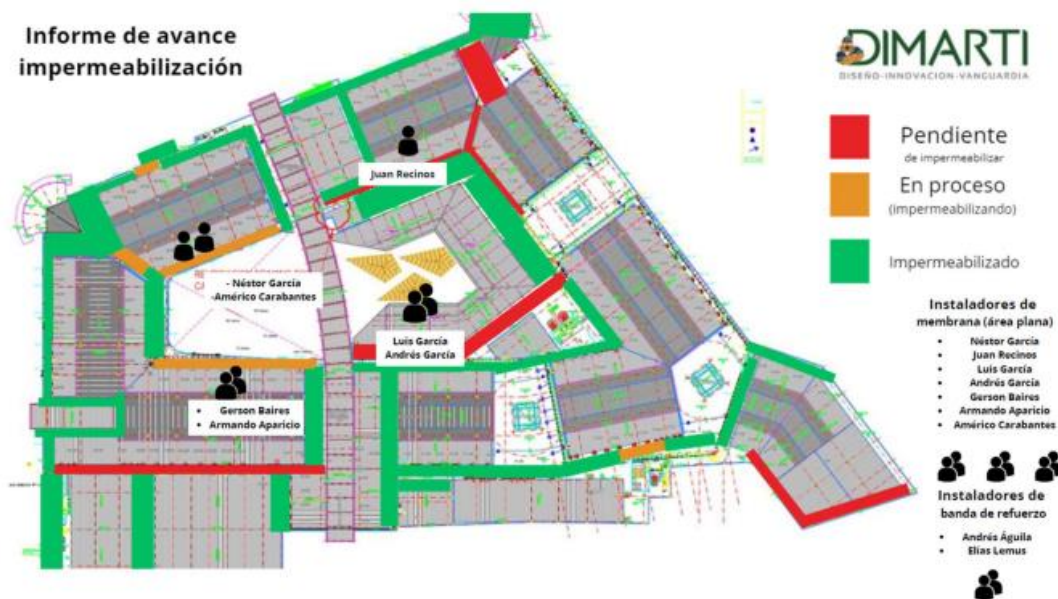 Informe de avance
impermeabilización
DIMARTI
DISEÑO-INNOVACION-VANGUARDIA
Pendiente
de impermeabilizar
En proceso
(impermeabilizando)
Impermeabilizado
Juan Recinos
- Néstor García
-Américo Carabantes
Luis García
Andrés García
• Gerson Baires
• Armando Aparicio
Instaladores de
membrana (área plana)
• Néstor García
• Juan Recinos
• Luis García
• Andrés García
• Gerson Baires
• Armando Aparicio
• Américo Carabantes
Instaladores de
banda de refuerzo
• Andrés Águila
• Elías Lemus